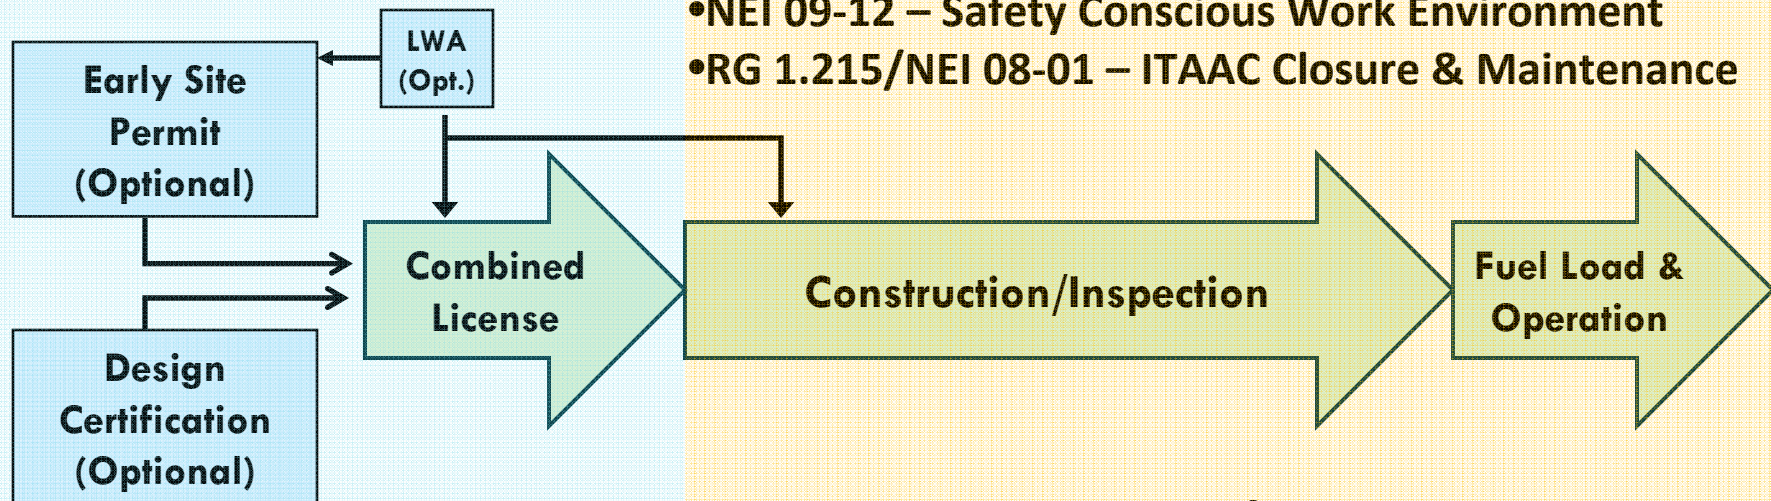 •NEI 09-12 – Safety Conscious Work Environment
•RG 1.215/NEI 08-01 – ITAAC Closure & Maintenance
LWA
(Opt.)
Early Site
Permit
(Optional)
Combined
License
Construction/Inspection
Fuel Load &
Operation
Design
Certification
(Optional)